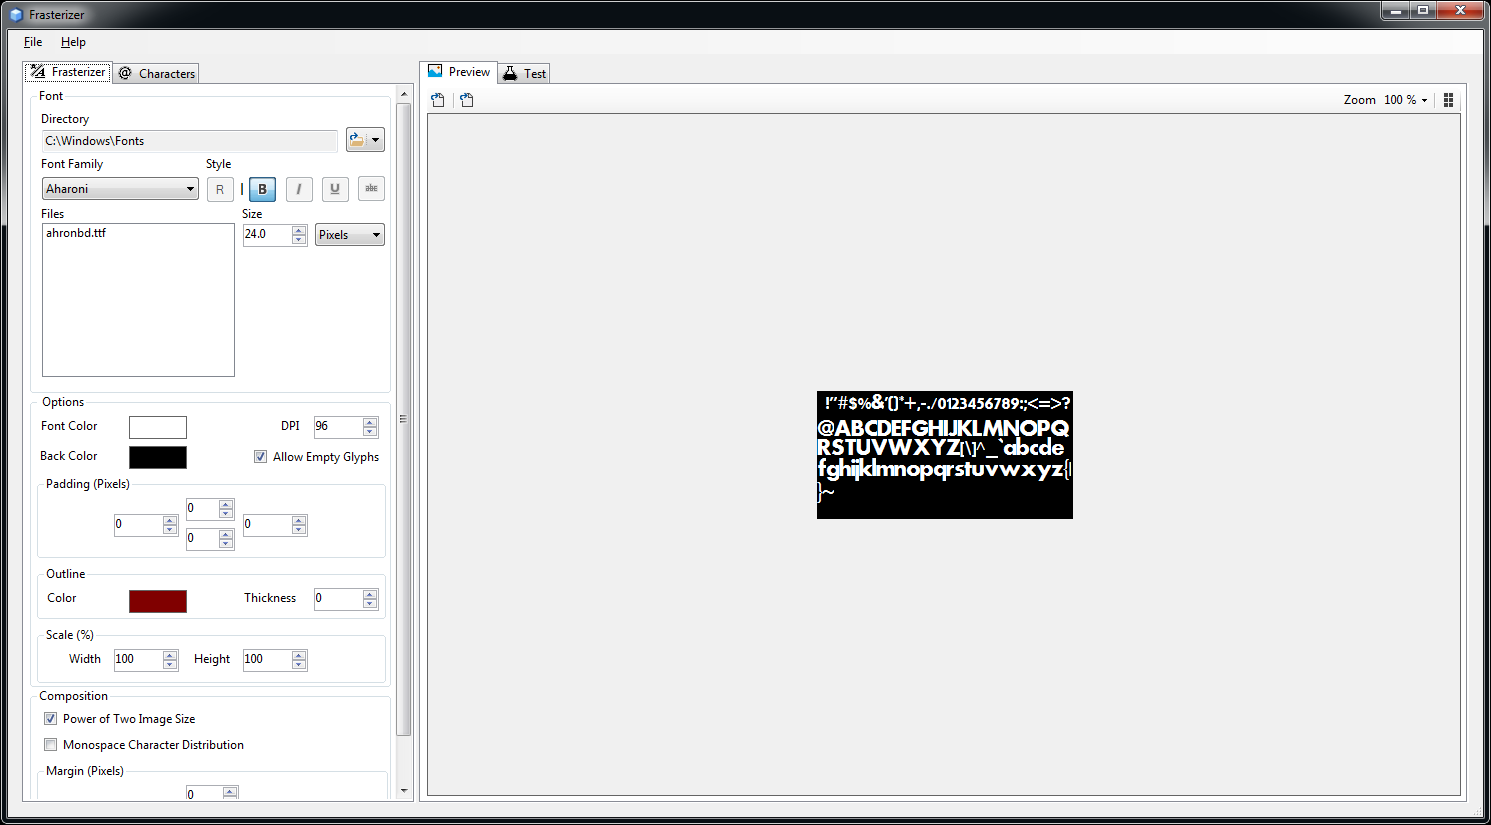 Frasterizer
File Help
Frasterizer @ Characters
Font
Directory
C:\Windows\Fonts
Font Family Style
Aharoni R B I U abc
Files Size
ahronbd.ttf 24.0 Pixels
Options
Font Color DPI 96
Back Color Allow Empty Glyphs
Padding (Pixels)
0
0 0
0
Outline
Color Thickness 0
Scale (%)
Width 100 Height 100
Composition
Power of Two Image Size
Monospace Character Distribution
Margin (Pixels)
0
Preview Test
Zoom 100 %
!"#$%&'()*+,-./0123456789:;<=>?
@ABCDEFGHIJKLMNOPQ
RSTUVWXYZ[\]^_`abcde
fghijklmnopqrstuvwxyz{|
}~